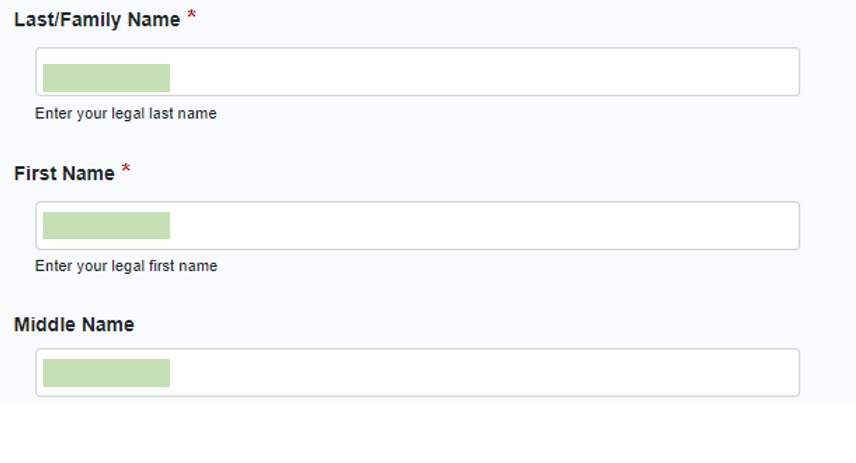 Last/Family Name *
Enter your legal last name
First Name *
Enter your legal first name
Middle Name